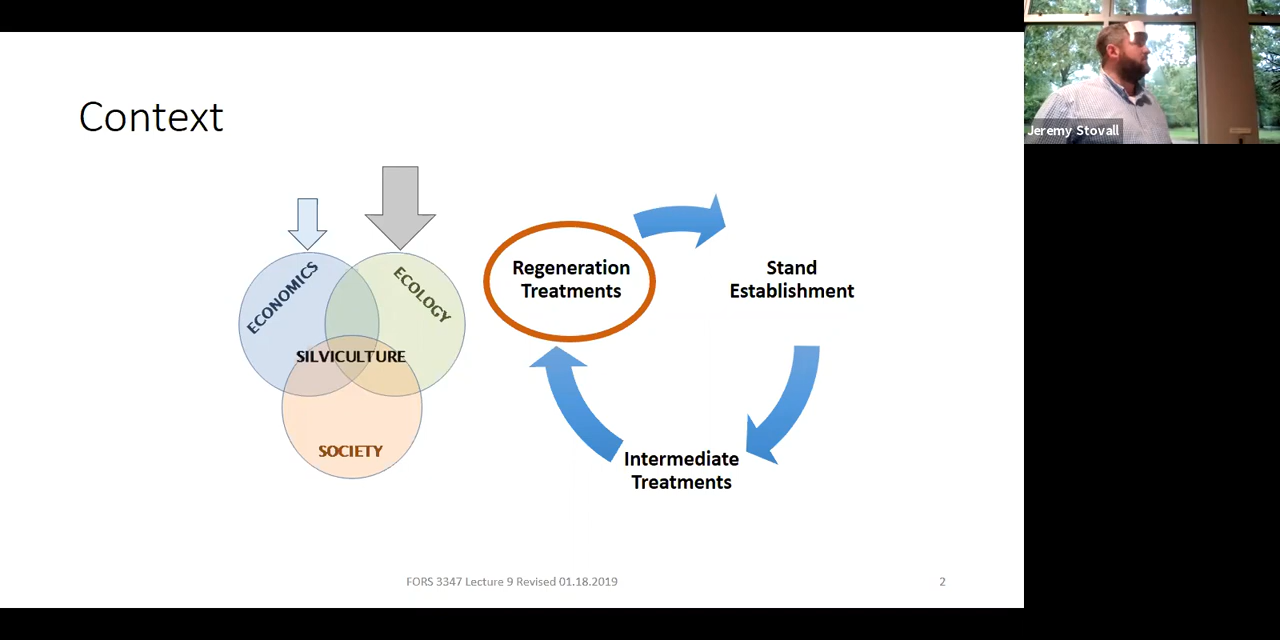 Context
ECONOMICS
ECOLOGY
SILVICULTURE
SOCIETY
Regeneration
Treatments
Stand
Establishment
Intermediate
Treatments
FORS 3347 Lecture 9 Revised 01.18.2019
2
Jeremy Stovall